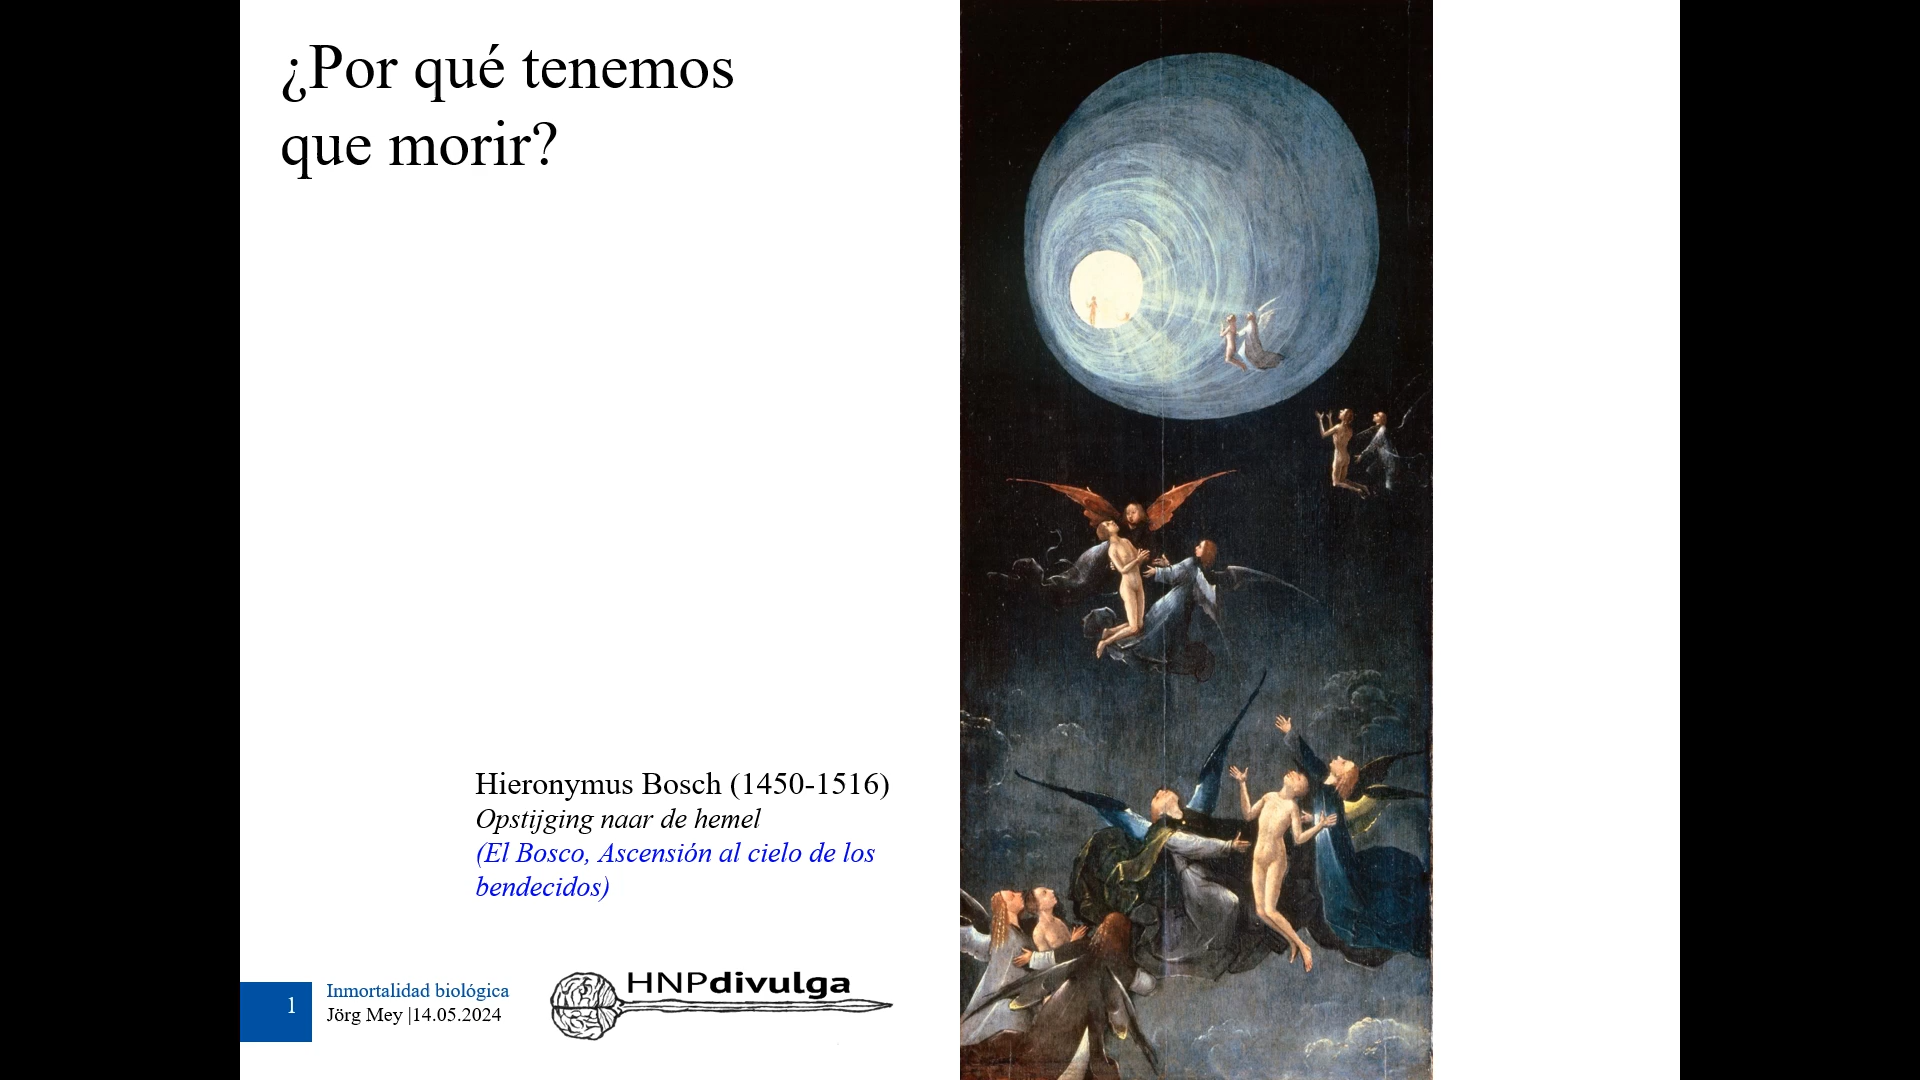 ¿Por qué tenemos
que morir?
Hieronymus Bosch (1450-1516)
Opstijging naar de hemel
(El Bosco, Ascensión al cielo de los
bendecidos)
1
Inmortalidad biológica
Jörg Mey |14.05.2024
HNPdivulga